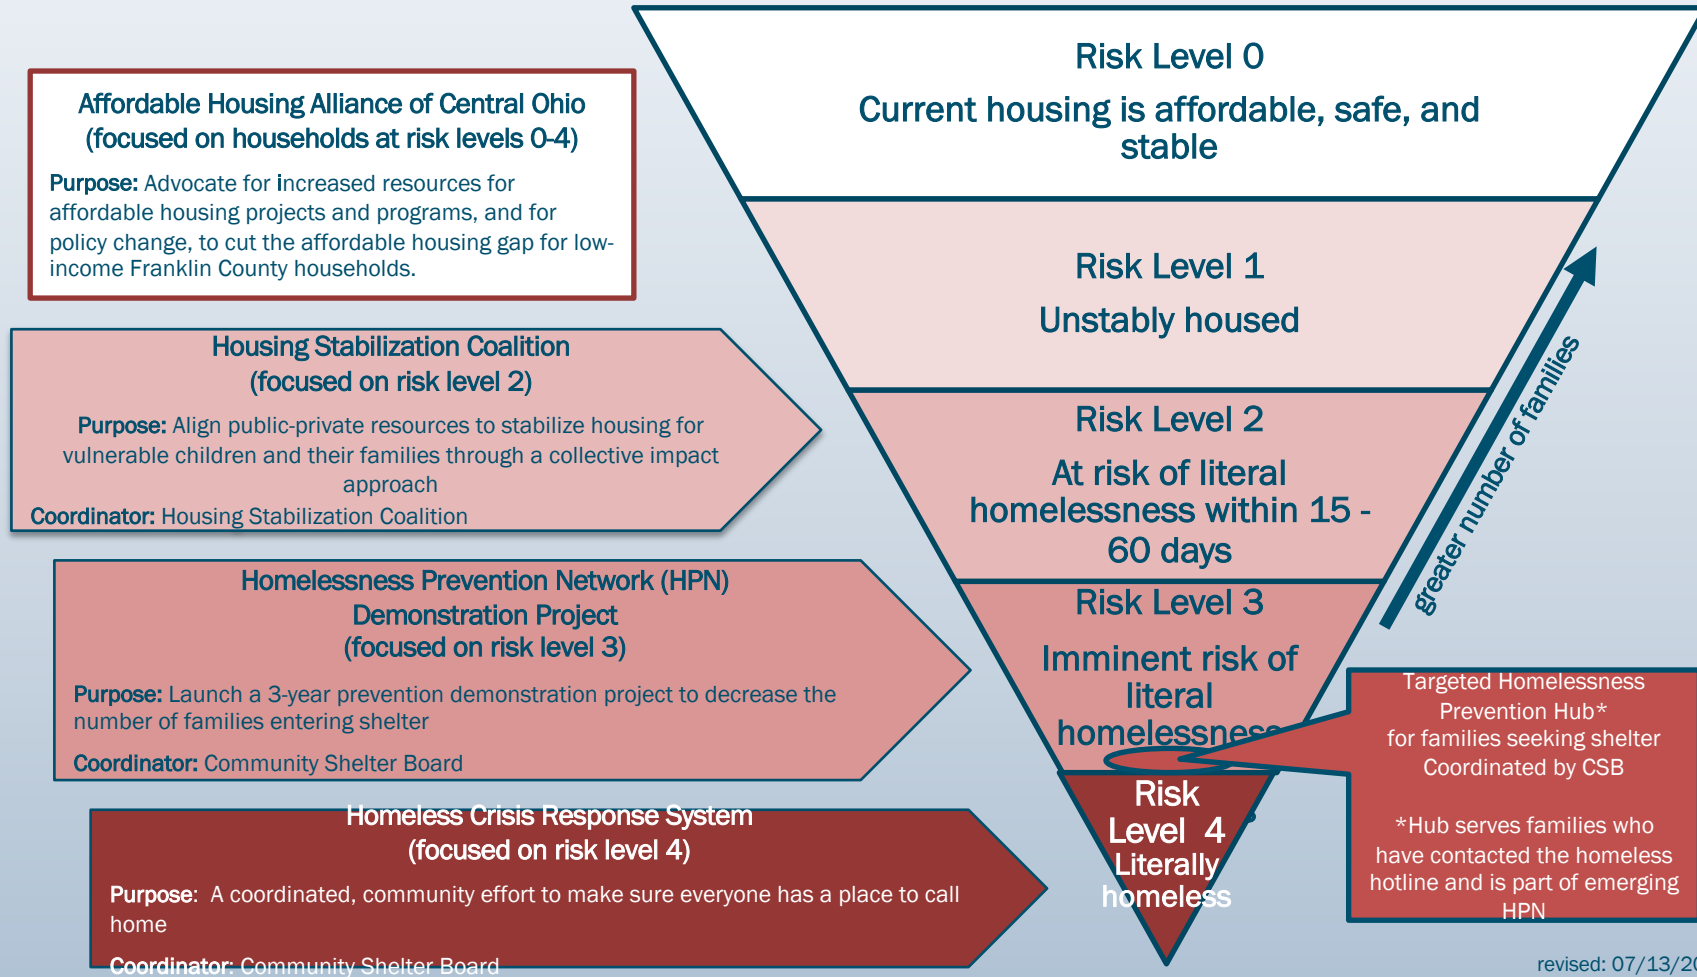 Affordable Housing Alliance of Central Ohio
(focused on households at risk levels 0-4)
Purpose: Advocate for increased resources for
affordable housing projects and programs, and for
policy change, to cut the affordable housing gap for low-
income Franklin County households.
Housing Stabilization Coalition
(focused on risk level 2)
Purpose: Align public-private resources to stabilize housing for
vulnerable children and their families through a collective impact
approach
Coordinator: Housing Stabilization Coalition
Homelessness Prevention Network (HPN)
Demonstration Project
(focused on risk level 3)
Purpose: Launch a 3-year prevention demonstration project to decrease the
number of families entering shelter
Coordinator: Community Shelter Board
Homeless Crisis Response System
(focused on risk level 4)
Purpose: A coordinated, community effort to make sure everyone has a place to call
home
Coordinator: Community Shelter Board
Risk Level 0
Current housing is affordable, safe, and
stable
Risk Level 1
Unstably housed
Risk Level 2
At risk of literal
homelessness within 15 -
60 days
Risk Level 3
Imminent risk of
literal
homelessness
Risk
Level 4
Literally
homeless
greater number of families
Targeted Homelessness
Prevention Hub*
for families seeking shelter
Coordinated by CSB
*Hub serves families who
have contacted the homeless
hotline and is part of emerging
HPN
revised: 07/13/20